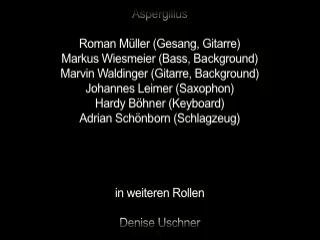 Aspergillus
Roman Müller (Gesang, Gitarre)
Markus Wiesmeier (Bass, Background)
Marvin Waldinger (Gitarre, Background)
Johannes Leimer (Saxophon)
Hardy Böhner (Keyboard)
Adrian Schönborn (Schlagzeug)
in weiteren Rollen
Denise Uschner